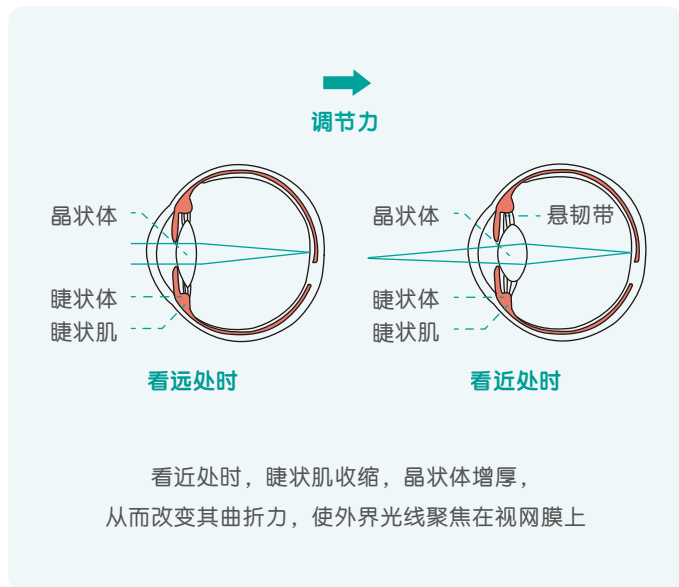 调节力
晶状体
睫状体
睫状肌
看远处时
晶状体
悬韧带
睫状体
睫状肌
看近处时
看近处时，睫状肌收缩，晶状体增厚，
从而改变其曲折力，使外界光线聚焦在视网膜上